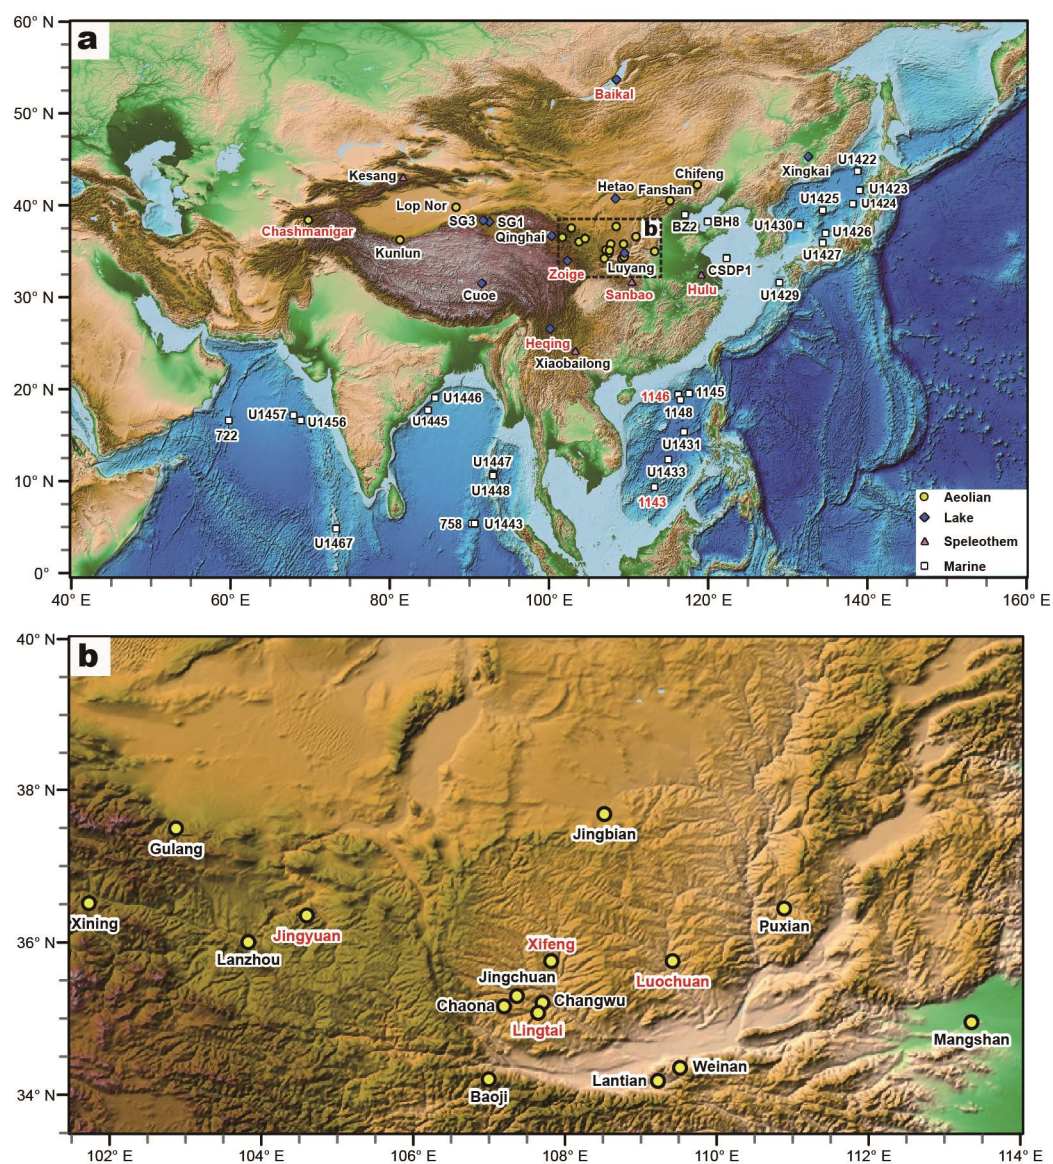 60° N
a
Baikal
50° N
U1422
Xingkai
Chifeng
Kesang
Hetao
Fanshan
U1423
40° N
U1425
U1424
Lop Nor
SG3
SG1
BZ2
BH8
U1430
Chashmanigar
Qinghai
b
U1426
Kunlun
U1427
Zoige
Luyang
CSDP1
30° N
Cuoe
Sanbao
Hulu
U1429
Heqing
Xiaobailong
20° N
U1446
1146
1145
U1457
U1456
U1445
1148
722
U1431
U1447
U1433
10° N
U1448
1143
Aeolian
758
U1443
Lake
U1467
Speleothem
Marine
0°
40° E
60° E
80° E
100° E
120° E
140° E
160° E
40° N
b
38° N
Jingbian
Gulang
Xining
Puxian
Jingyuan
36° N
Xifeng
Lanzhou
Jingchuan
Luochuan
Chaona
Changwu
Lingtai
Mangshan
Weinan
Lantian
34° N
Baoji
102° E
104° E
106° E
108° E
110° E
112° E
114° E